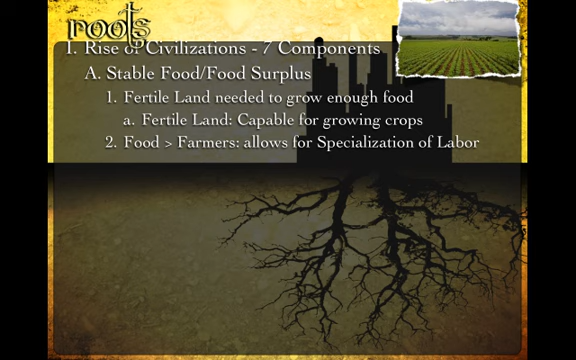 roots
I. Rise of Civilizations - 7 Components
A. Stable Food/Food Surplus
1. Fertile Land needed to grow enough food
a. Fertile Land: Capable for growing crops
2. Food > Farmers: allows for Specialization of Labor